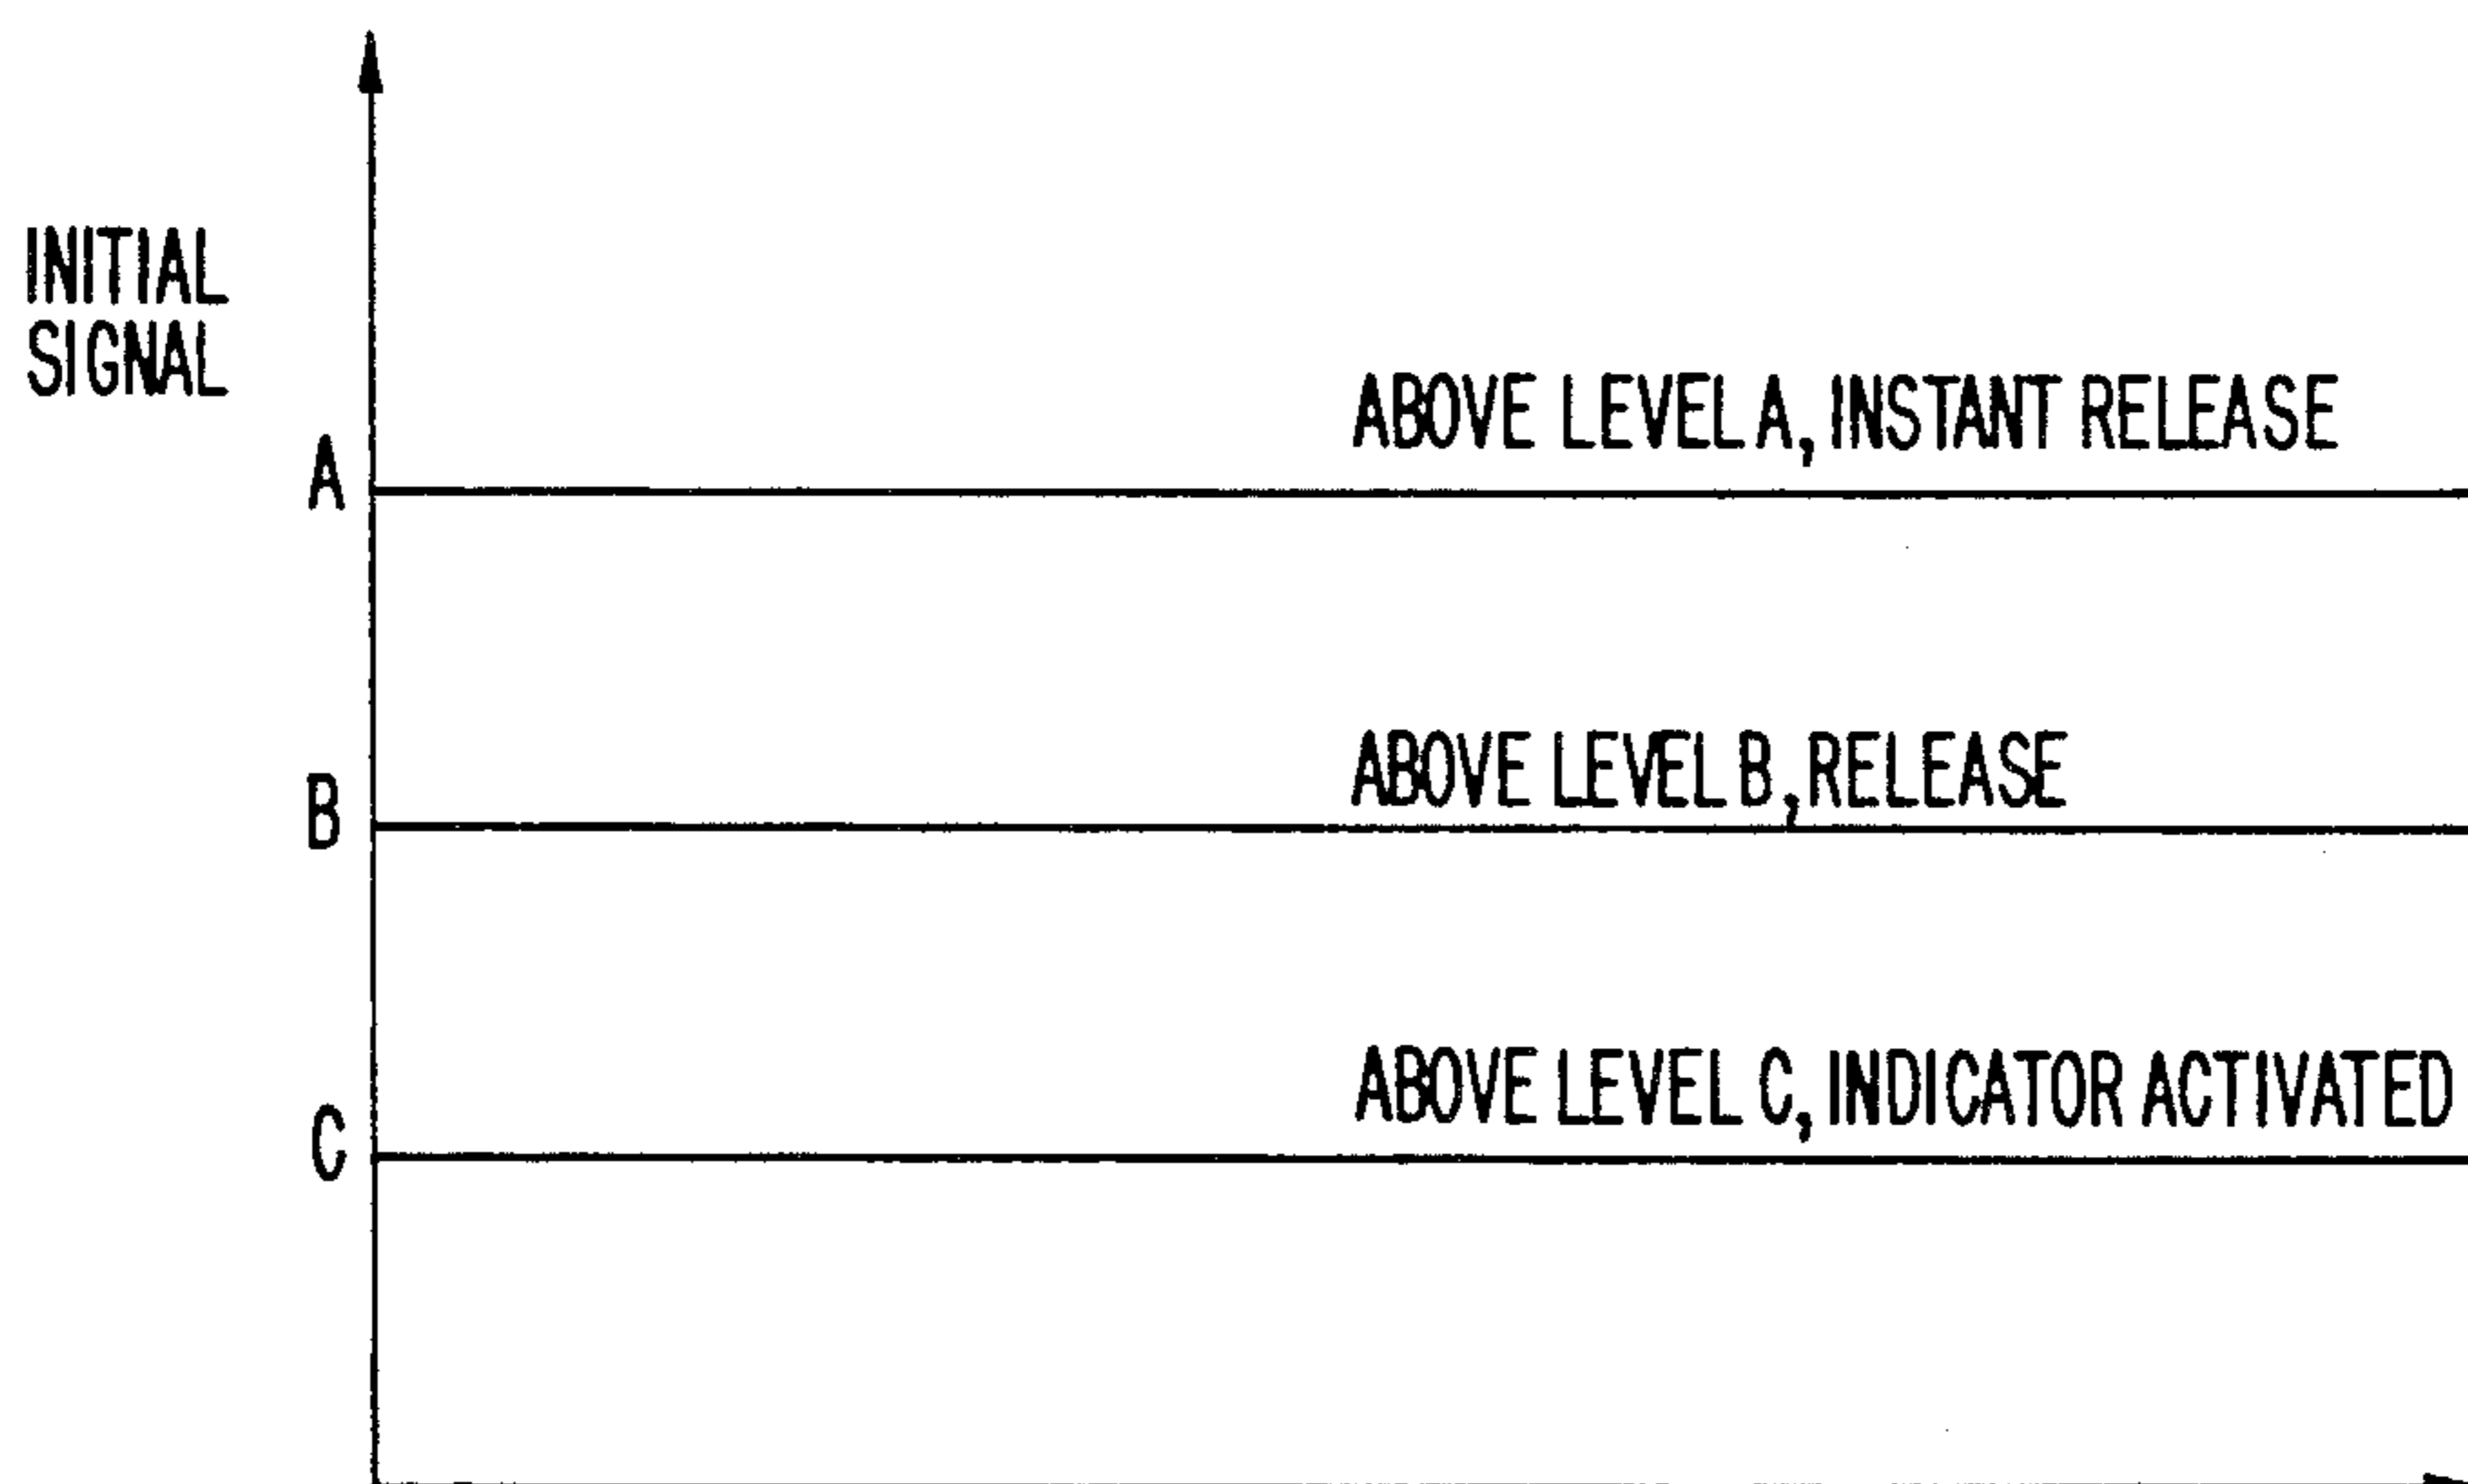 INITIAL
SIGNAL
ABOVE LEVEL A, INSTANT RELEASE
A
ABOVE LEVEL B, RELEASE
B
ABOVE LEVEL C, INDICATOR ACTIVATED
C